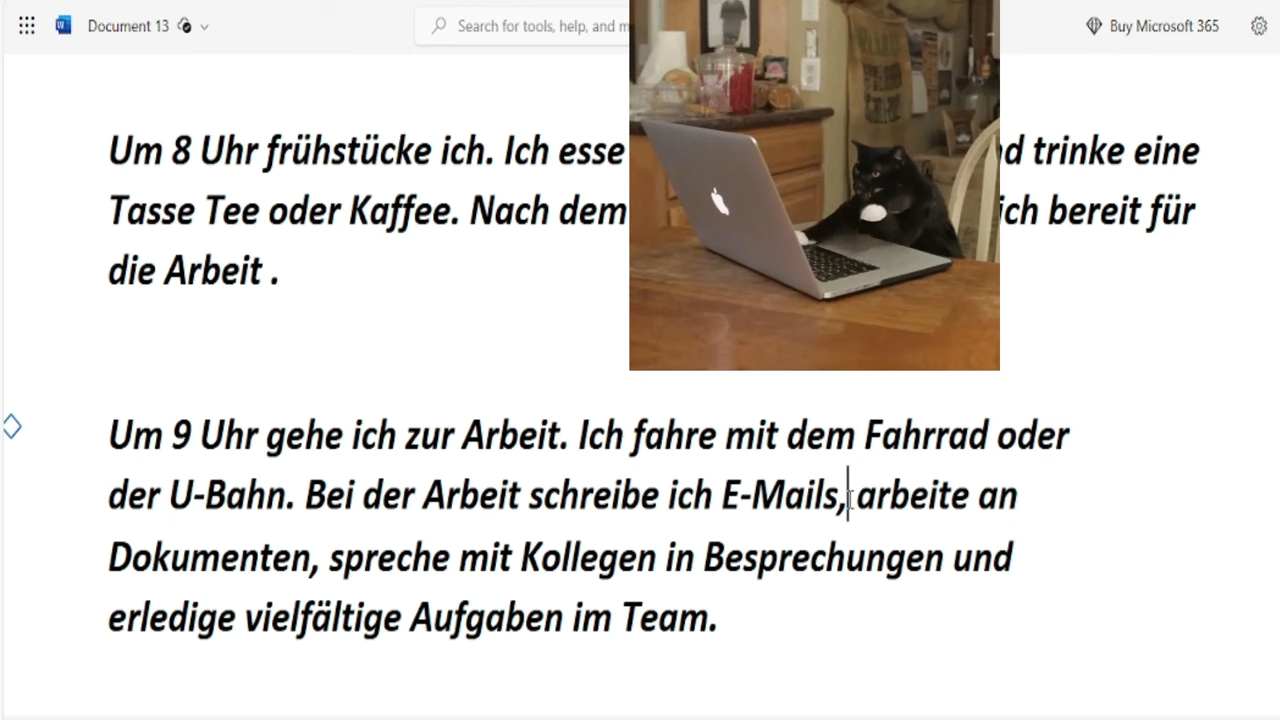 Document 13
Search for tools, help, and m
Buy Microsoft 365
Um 8 Uhr frühstücke ich. Ich esse d trinke eine
Tasse Tee oder Kaffee. Nach dem ich bereit für
die Arbeit .
Um 9 Uhr gehe ich zur Arbeit. Ich fahre mit dem Fahrrad oder
der U-Bahn. Bei der Arbeit schreibe ich E-Mails, arbeite an
Dokumenten, spreche mit Kollegen in Besprechungen und
erledige vielfältige Aufgaben im Team.